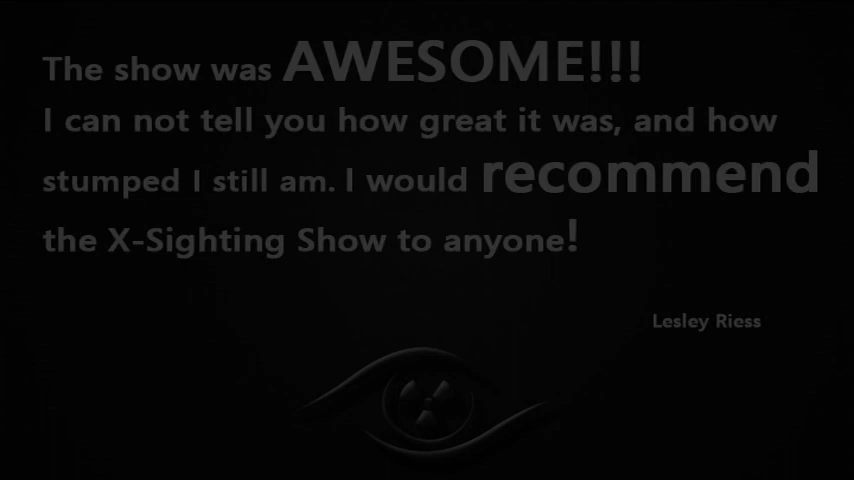 The show was AWESOME!!!
I can not tell you how great it was, and how
stumped I still am. I would recommend
the X-Sighting Show to anyone!
Lesley Riess